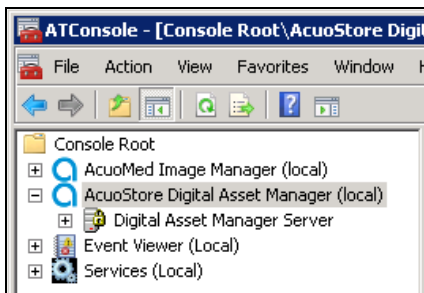 ATConsole - [Console Root\AcuoStore Digi
File Action View Favorites Window H
Console Root
AcuoMed Image Manager (local)
AcuoStore Digital Asset Manager (local)
Digital Asset Manager Server
Event Viewer (Local)
Services (Local)